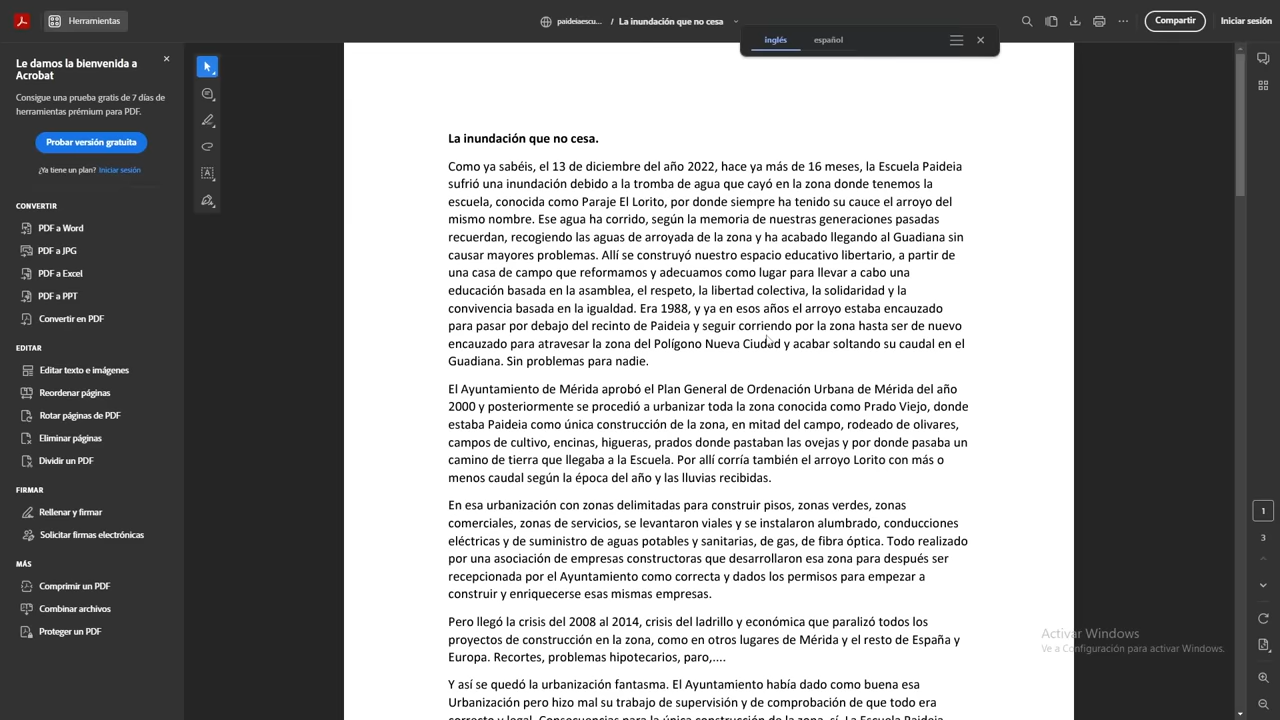 Herramientas
paideiaescu... / La inundación que no cesa
Compartir
Iniciar sesión
inglés español
Le damos la bienvenida a
Acrobat
Consigue una prueba gratis de 7 días de
herramientas prémium para PDF.
Probar versión gratuita
¿Ya tiene un plan? Iniciar sesión
CONVERTIR
PDF a Word
PDF a JPG
PDF a Excel
PDF a PPT
Convertir en PDF
EDITAR
Editar texto e imágenes
Reordenar páginas
Rotar páginas de PDF
Eliminar páginas
Dividir un PDF
FIRMAR
Rellenar y firmar
Solicitar firmas electrónicas
MÁS
Comprimir un PDF
Combinar archivos
Proteger un PDF
La inundación que no cesa.
Como ya sabéis, el 13 de diciembre del año 2022, hace ya más de 16 meses, la Escuela Paideia
sufrió una inundación debido a la tromba de agua que cayó en la zona donde tenemos la
escuela, conocida como Paraje El Lorito, por donde siempre ha tenido su cauce el arroyo del
mismo nombre. Ese agua ha corrido, según la memoria de nuestras generaciones pasadas
recuerdan, recogiendo las aguas de arroyada de la zona y ha acabado llegando al Guadiana sin
causar mayores problemas. Allí se construyó nuestro espacio educativo libertario, a partir de
una casa de campo que reformamos y adecuamos como lugar para llevar a cabo una
educación basada en la asamblea, el respeto, la libertad colectiva, la solidaridad y la
convivencia basada en la igualdad. Era 1988, y ya en esos años el arroyo estaba encauzado
para pasar por debajo del recinto de Paideia y seguir corriendo por la zona hasta ser de nuevo
encauzado para atravesar la zona del Polígono Nueva Ciudad y acabar soltando su caudal en el
Guadiana. Sin problemas para nadie.
El Ayuntamiento de Mérida aprobó el Plan General de Ordenación Urbana de Mérida del año
2000 y posteriormente se procedió a urbanizar toda la zona conocida como Prado Viejo, donde
estaba Paideia como única construcción de la zona, en mitad del campo, rodeado de olivares,
campos de cultivo, encinas, higueras, prados donde pastaban las ovejas y por donde pasaba un
camino de tierra que llegaba a la Escuela. Por allí corría también el arroyo Lorito con más o
menos caudal según la época del año y las lluvias recibidas.
En esa urbanización con zonas delimitadas para construir pisos, zonas verdes, zonas
comerciales, zonas de servicios, se levantaron viales y se instalaron alumbrado, conducciones
eléctricas y de suministro de aguas potables y sanitarias, de gas, de fibra óptica. Todo realizado
por una asociación de empresas constructoras que desarrollaron esa zona para después ser
recepcionada por el Ayuntamiento como correcta y dados los permisos para empezar a
construir y enriquecerse esas mismas empresas.
Pero llegó la crisis del 2008 al 2014, crisis del ladrillo y económica que paralizó todos los
proyectos de construcción en la zona, como en otros lugares de Mérida y el resto de España y
Europa. Recortes, problemas hipotecarios, paro,....
Y así se quedó la urbanización fantasma. El Ayuntamiento había dado como buena esa
Urbanización pero hizo mal su trabajo de supervisión y de comprobación de que todo era
correcto y legal. Consecuencias para la única construcción de la zona, sí. La Escuela Paideia
1
3
Activar Windows
Ve a Configuración para activar Windows.